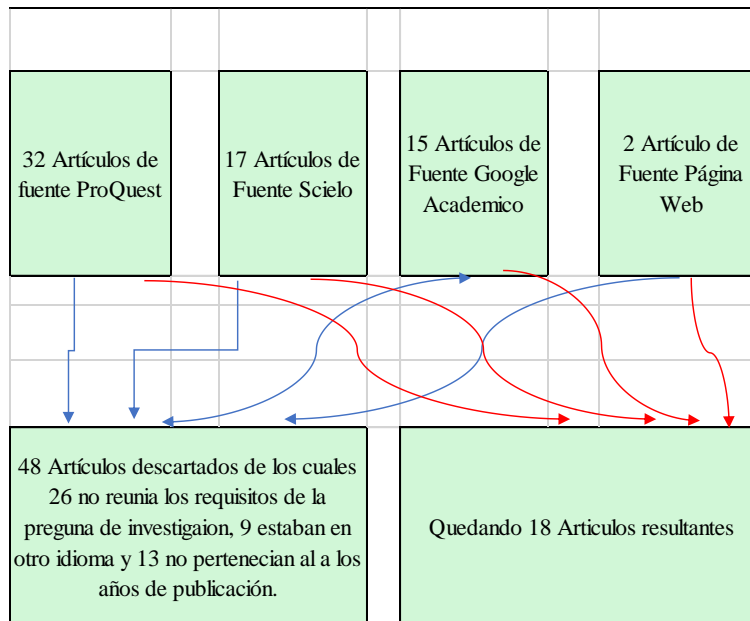 32 Artículos de
fuente ProQuest
17 Artículos de
Fuente Scielo
15 Artículos de
Fuente Google
Academico
2 Artículo de
Fuente Página
Web
48 Artículos descartados de los cuales
26 no reunia los requisitos de la
preguna de investigaion, 9 estaban en
otro idioma y 13 no pertenecian al a los
años de publicación.
Quedando 18 Articulos resultantes